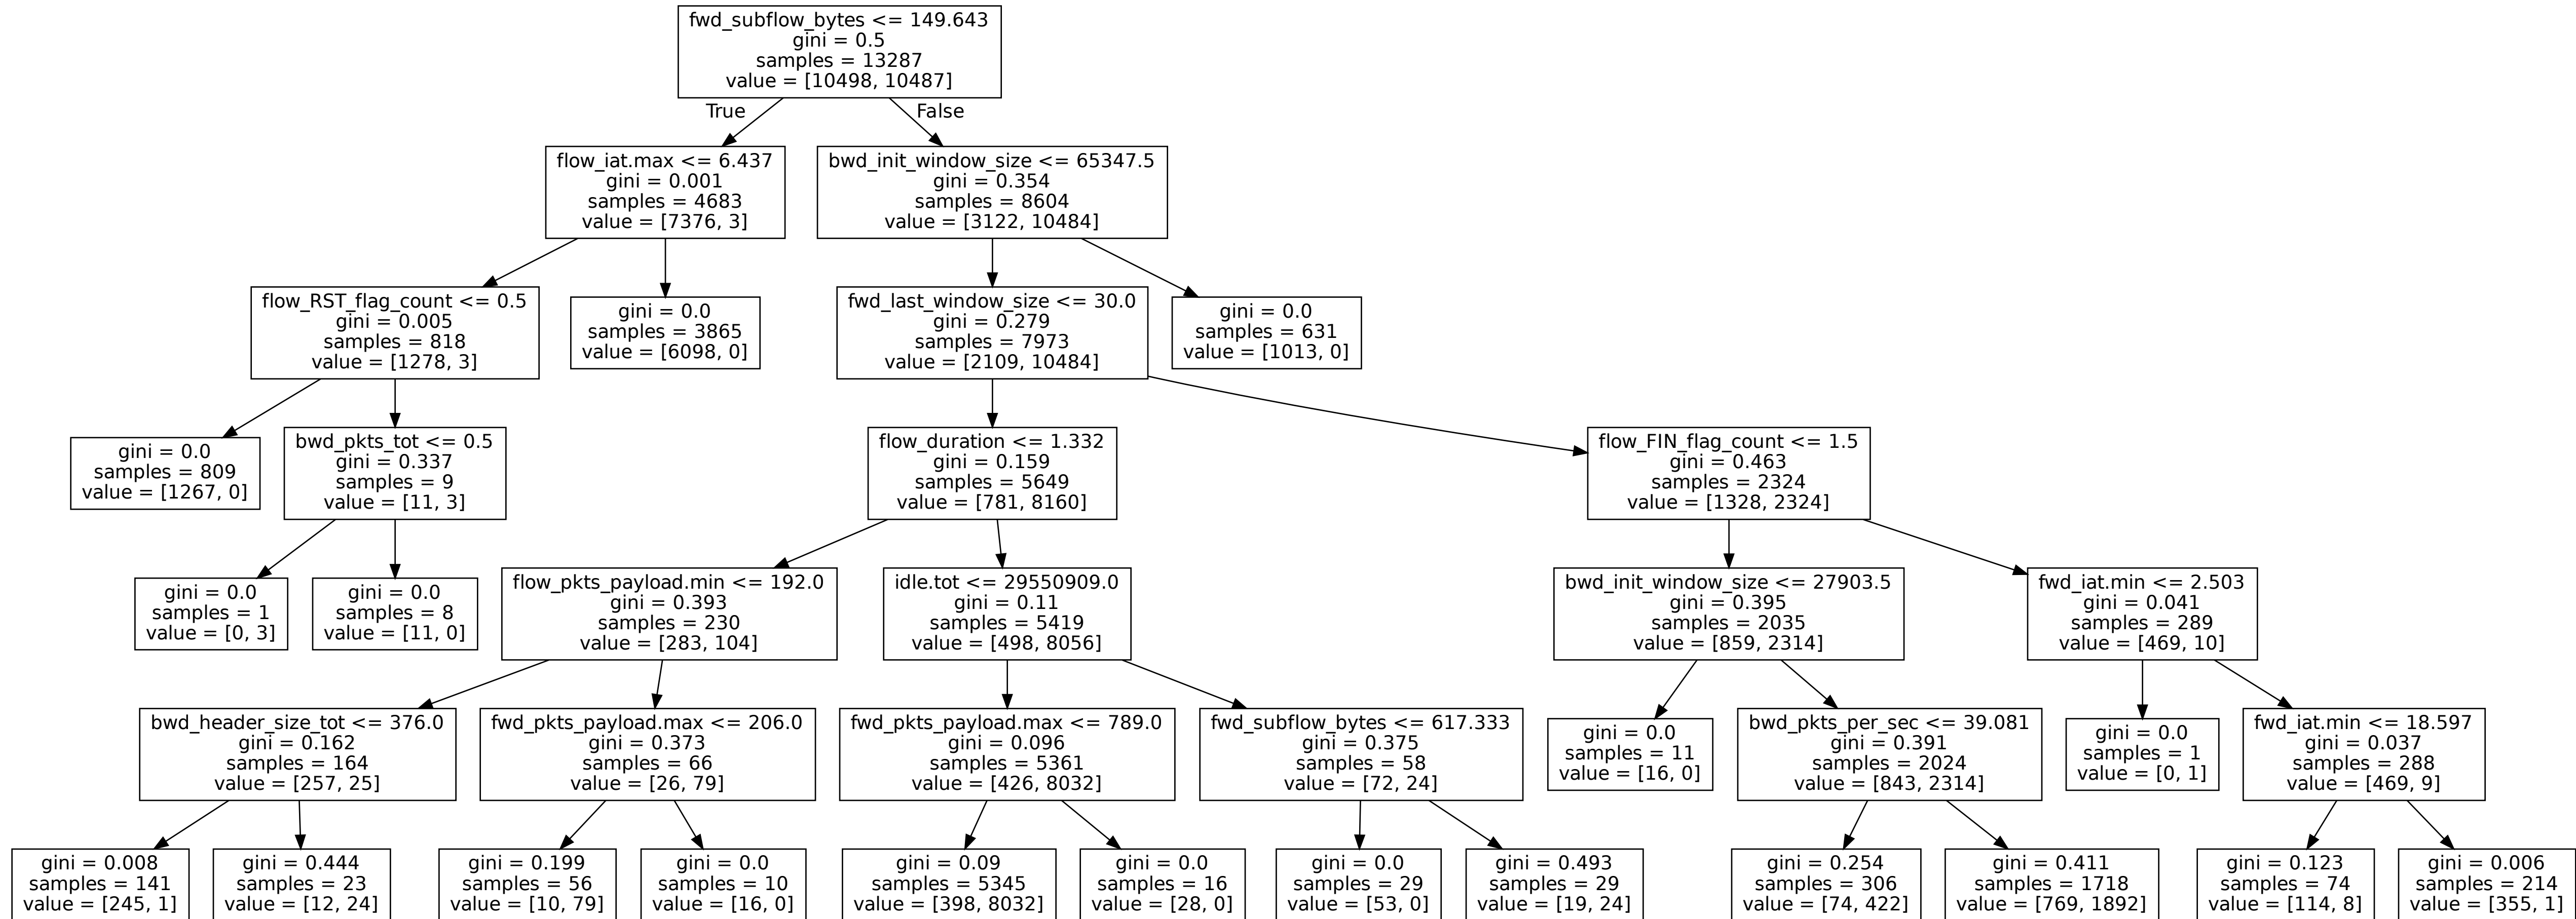 fwd_subflow_bytes <= 149.643
gini = 0.5
samples = 13287
value = [10498, 10487]
True
False
flow_iat.max <= 6.437
gini = 0.001
samples = 4683
value = [7376, 3]
bwd_init_window_size <= 65347.5
gini = 0.354
samples = 8604
value = [3122, 10484]
flow_RST_flag_count <= 0.5
gini = 0.005
samples = 818
value = [1278, 3]
gini = 0.0
samples = 3865
value = [6098, 0]
fwd_last_window_size <= 30.0
gini = 0.279
samples = 7973
value = [2109, 10484]
gini = 0.0
samples = 631
value = [1013, 0]
gini = 0.0
samples = 809
value = [1267, 0]
bwd_pkts_tot <= 0.5
gini = 0.337
samples = 9
value = [11, 3]
flow_duration <= 1.332
gini = 0.159
samples = 5649
value = [781, 8160]
flow_FIN_flag_count <= 1.5
gini = 0.463
samples = 2324
value = [1328, 2324]
gini = 0.0
samples = 1
value = [0, 3]
gini = 0.0
samples = 8
value = [11, 0]
flow_pkts_payload.min <= 192.0
gini = 0.393
samples = 230
value = [283, 104]
idle.tot <= 29550909.0
gini = 0.11
samples = 5419
value = [498, 8056]
bwd_init_window_size <= 27903.5
gini = 0.395
samples = 2035
value = [859, 2314]
fwd_iat.min <= 2.503
gini = 0.041
samples = 289
value = [469, 10]
bwd_header_size_tot <= 376.0
gini = 0.162
samples = 164
value = [257, 25]
fwd_pkts_payload.max <= 206.0
gini = 0.373
samples = 66
value = [26, 79]
fwd_pkts_payload.max <= 789.0
gini = 0.096
samples = 5361
value = [426, 8032]
fwd_subflow_bytes <= 617.333
gini = 0.375
samples = 58
value = [72, 24]
gini = 0.0
samples = 11
value = [16, 0]
bwd_pkts_per_sec <= 39.081
gini = 0.391
samples = 2024
value = [843, 2314]
gini = 0.0
samples = 1
value = [0, 1]
fwd_iat.min <= 18.597
gini = 0.037
samples = 288
value = [469, 9]
gini = 0.008
samples = 141
value = [245, 1]
gini = 0.444
samples = 23
value = [12, 24]
gini = 0.199
samples = 56
value = [10, 79]
gini = 0.0
samples = 10
value = [16, 0]
gini = 0.09
samples = 5345
value = [398, 8032]
gini = 0.0
samples = 16
value = [28, 0]
gini = 0.0
samples = 29
value = [53, 0]
gini = 0.493
samples = 29
value = [19, 24]
gini = 0.254
samples = 306
value = [74, 422]
gini = 0.411
samples = 1718
value = [769, 1892]
gini = 0.123
samples = 74
value = [114, 8]
gini = 0.006
samples = 214
value = [355, 1]